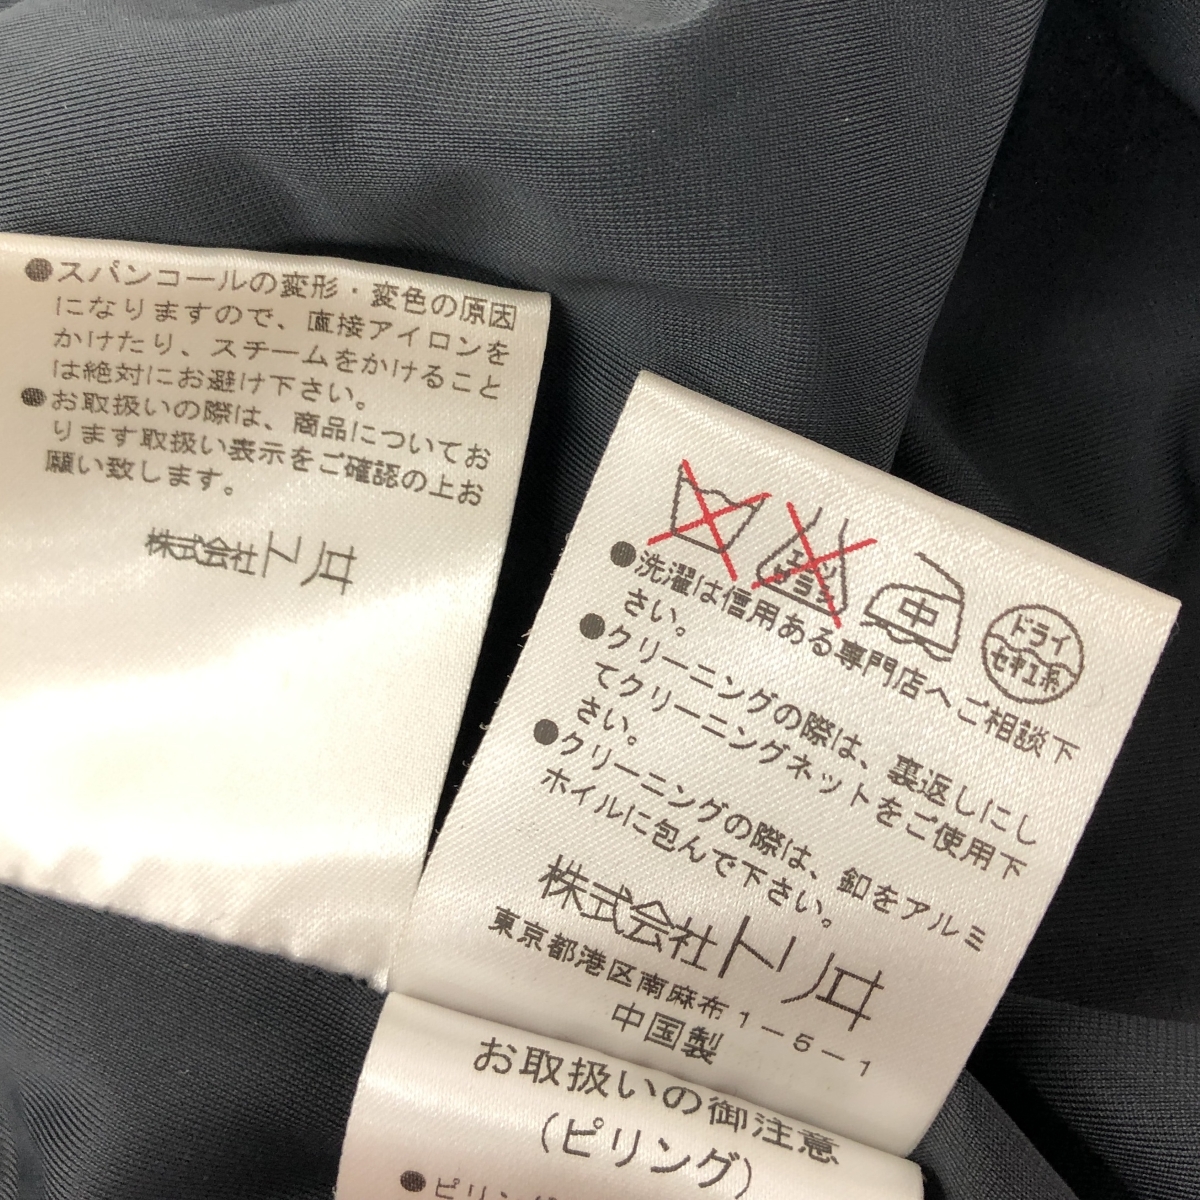 ●スパンコールの変形・変色の原因
になりますので、直接アイロンを
かけたり、スチームをかけること
は絶対にお避け下さい。
●お取扱いの際は、商品についてお
ります取扱い表示をご確認の上お
願い致します。
株式会社
エンソ
ドライ
中
ドライ
セキユ系
●洗濯は信用ある専門店へご相談下
さい。
●クリーニングの際は、裏返しにし
てクリーニングネットをご使用下
さい。
●クリーニングの際は、釦をアルミ
ホイルに包んで下さい。
株式会社トリヰ
東京都港区南麻布1-5-1
中国製
お取扱いの御注意
(ピリング)
●ピリン